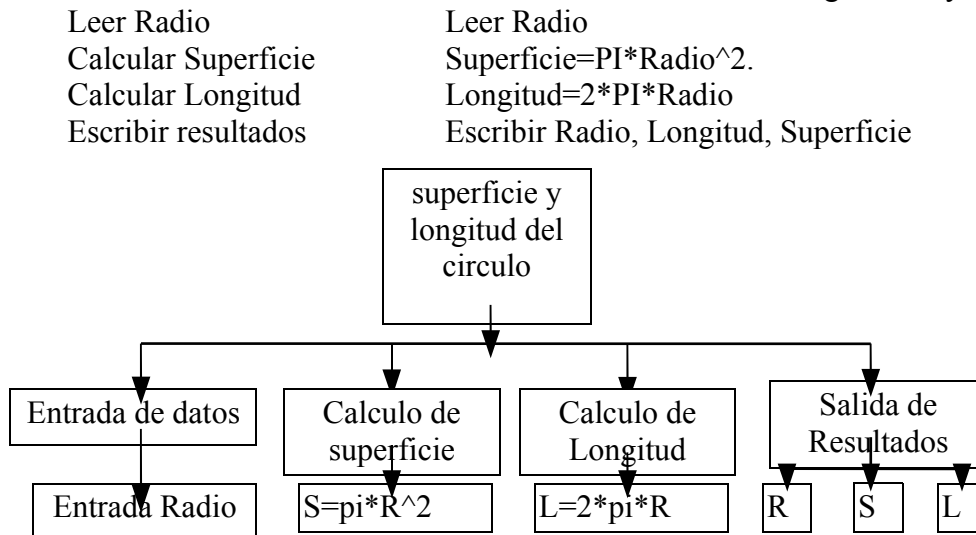 Leer Radio Leer Radio
Calcular Superficie Superficie=PI*Radio^2.
Calcular Longitud Longitud=2*PI*Radio
Escribir resultados Escribir Radio, Longitud, Superficie
superficie y
longitud del
circulo
Entrada de datos
Calculo de
superficie
Calculo de
Longitud
Salida de
Resultados
Entrada Radio
S=pi*R^2
L=2*pi*R
R
S
L